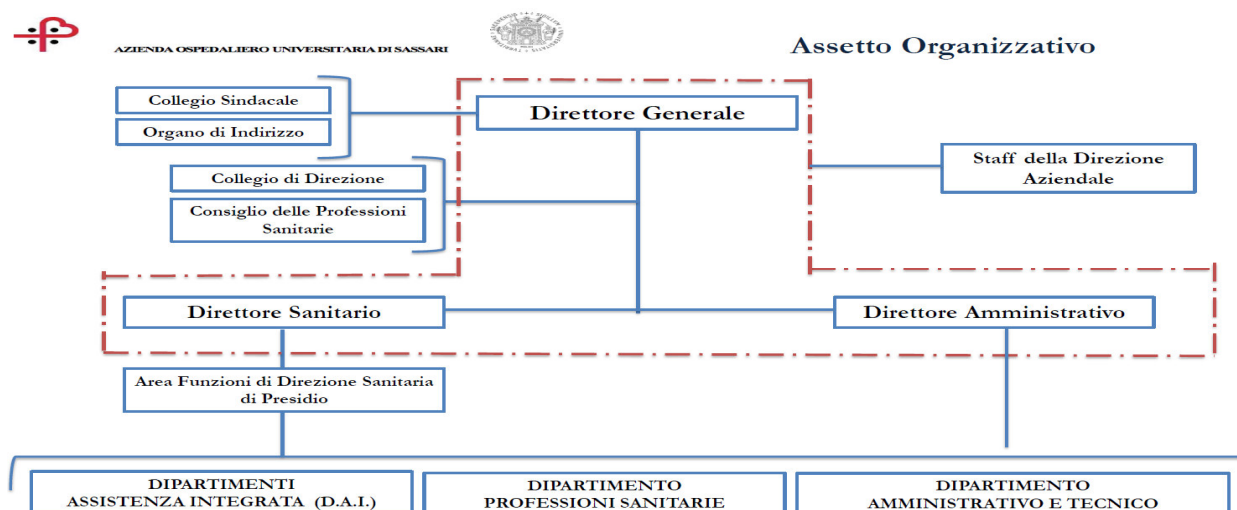 AZIENDA OSPEDALIERO UNIVERSITARIA DI SASSARI
Assetto Organizzativo
Collegio Sindacale
Organo di Indirizzo
Direttore Generale
Collegio di Direzione
Consiglio delle Professioni
Sanitarie
Staff della Direzione
Aziendale
Direttore Sanitario
Direttore Amministrativo
Area Funzioni di Direzione Sanitaria
di Presidio
DIPARTIMENTI
ASSISTENZA INTEGRATA (D.A.I.)
DIPARTIMENTO
PROFESSIONI SANITARIE
DIPARTIMENTO
AMMINISTRATIVO E TECNICO